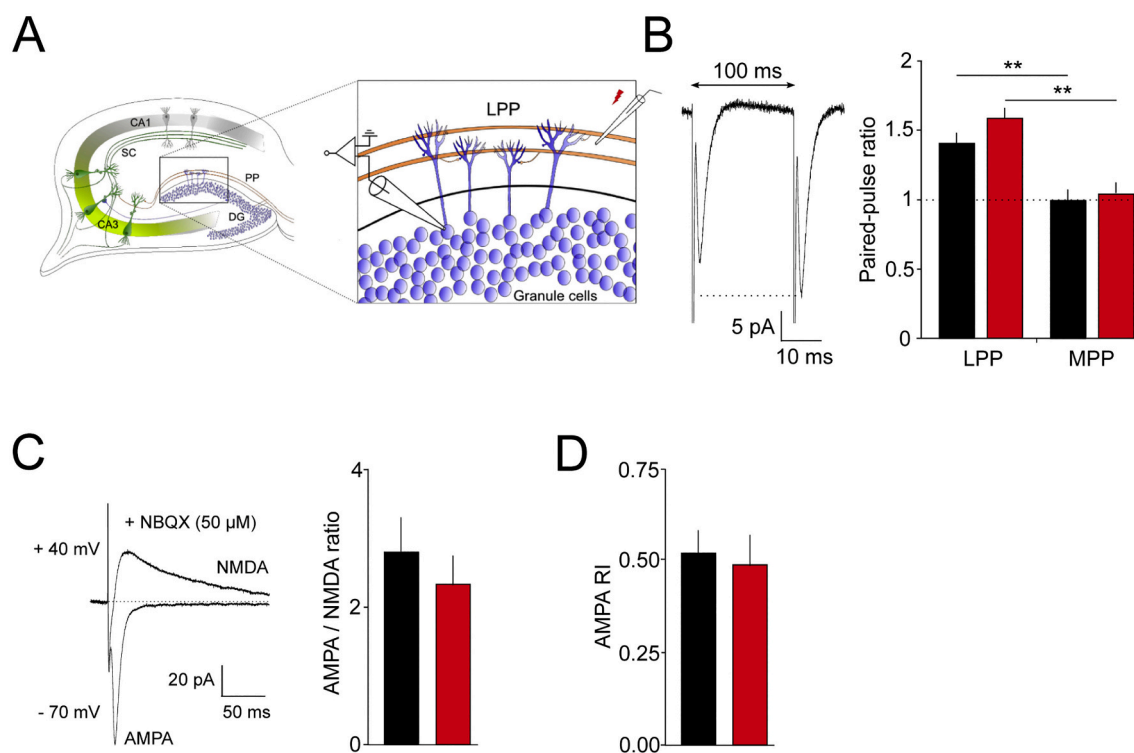 A
CA1
SC
PP
DG
CA3
LPP
Granule cells
B
100 ms
5 pA
10 ms
Paired-pulse ratio
2
1.5
1
0.5
0
**
**
LPP
MPP
C
+ NBQX (50 µM)
+ 40 mV
NMDA
20 pA
50 ms
- 70 mV
AMPA
AMPA / NMDA ratio
4
2
0
D
AMPA RI
0.75
0.50
0.25
0.00